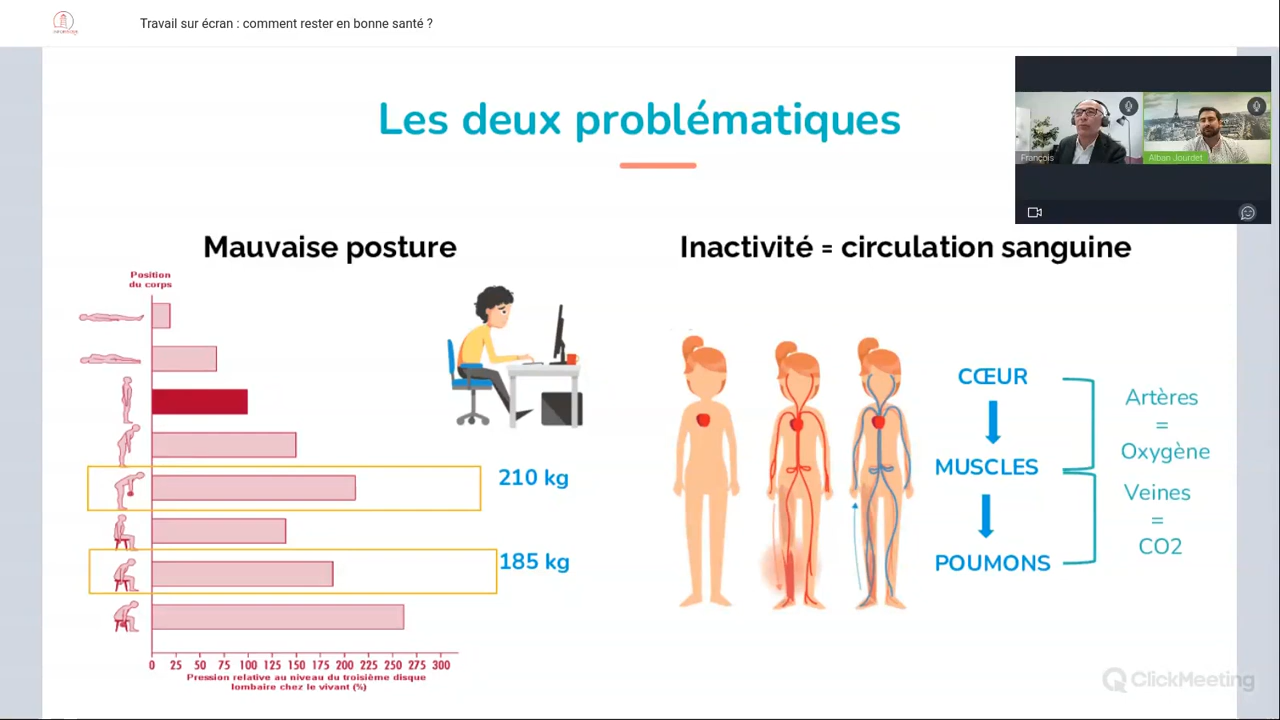 Travail sur écran : comment rester en bonne santé ?
Les deux problématiques
François
Alban Jourdet
Mauvaise posture
Inactivité = circulation sanguine
Position
du corps
210 kg
185 kg
0 25 50 75 100 125 150 175 200 225 250 275 300
Pression relative au niveau du troisième disque
lombaire chez le vivant (%)
CŒUR
MUSCLES
POUMONS
Artères
=
Oxygène
Veines
=
CO2
ClickMeeting